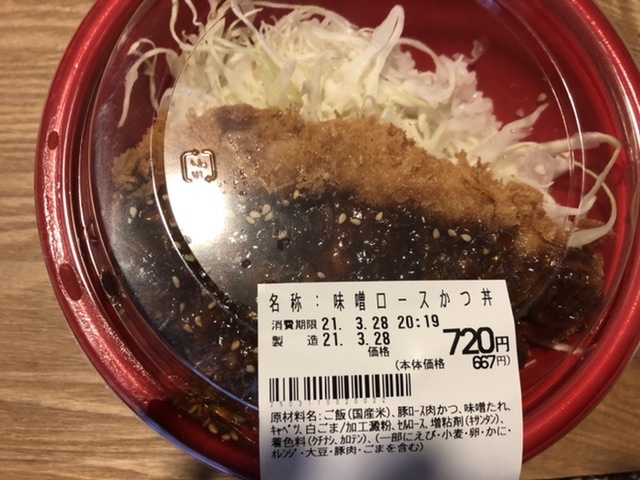 名称:味噌ロースかつ丼
消費期限 21. 3.28 20:19
製造 21. 3.28
価格 720円
(本体価格 667円)
原材料名:ご飯(国産米)、豚ロース肉かつ、味噌たれ、
キャベツ、白ごま/加工澱粉、セルロース、増粘剤(キサンタン)、
着色料(クチナシ、カロテン)、(一部にえび・小麦・卵・かに・
オレンジ・大豆・豚肉・ごまを含む)